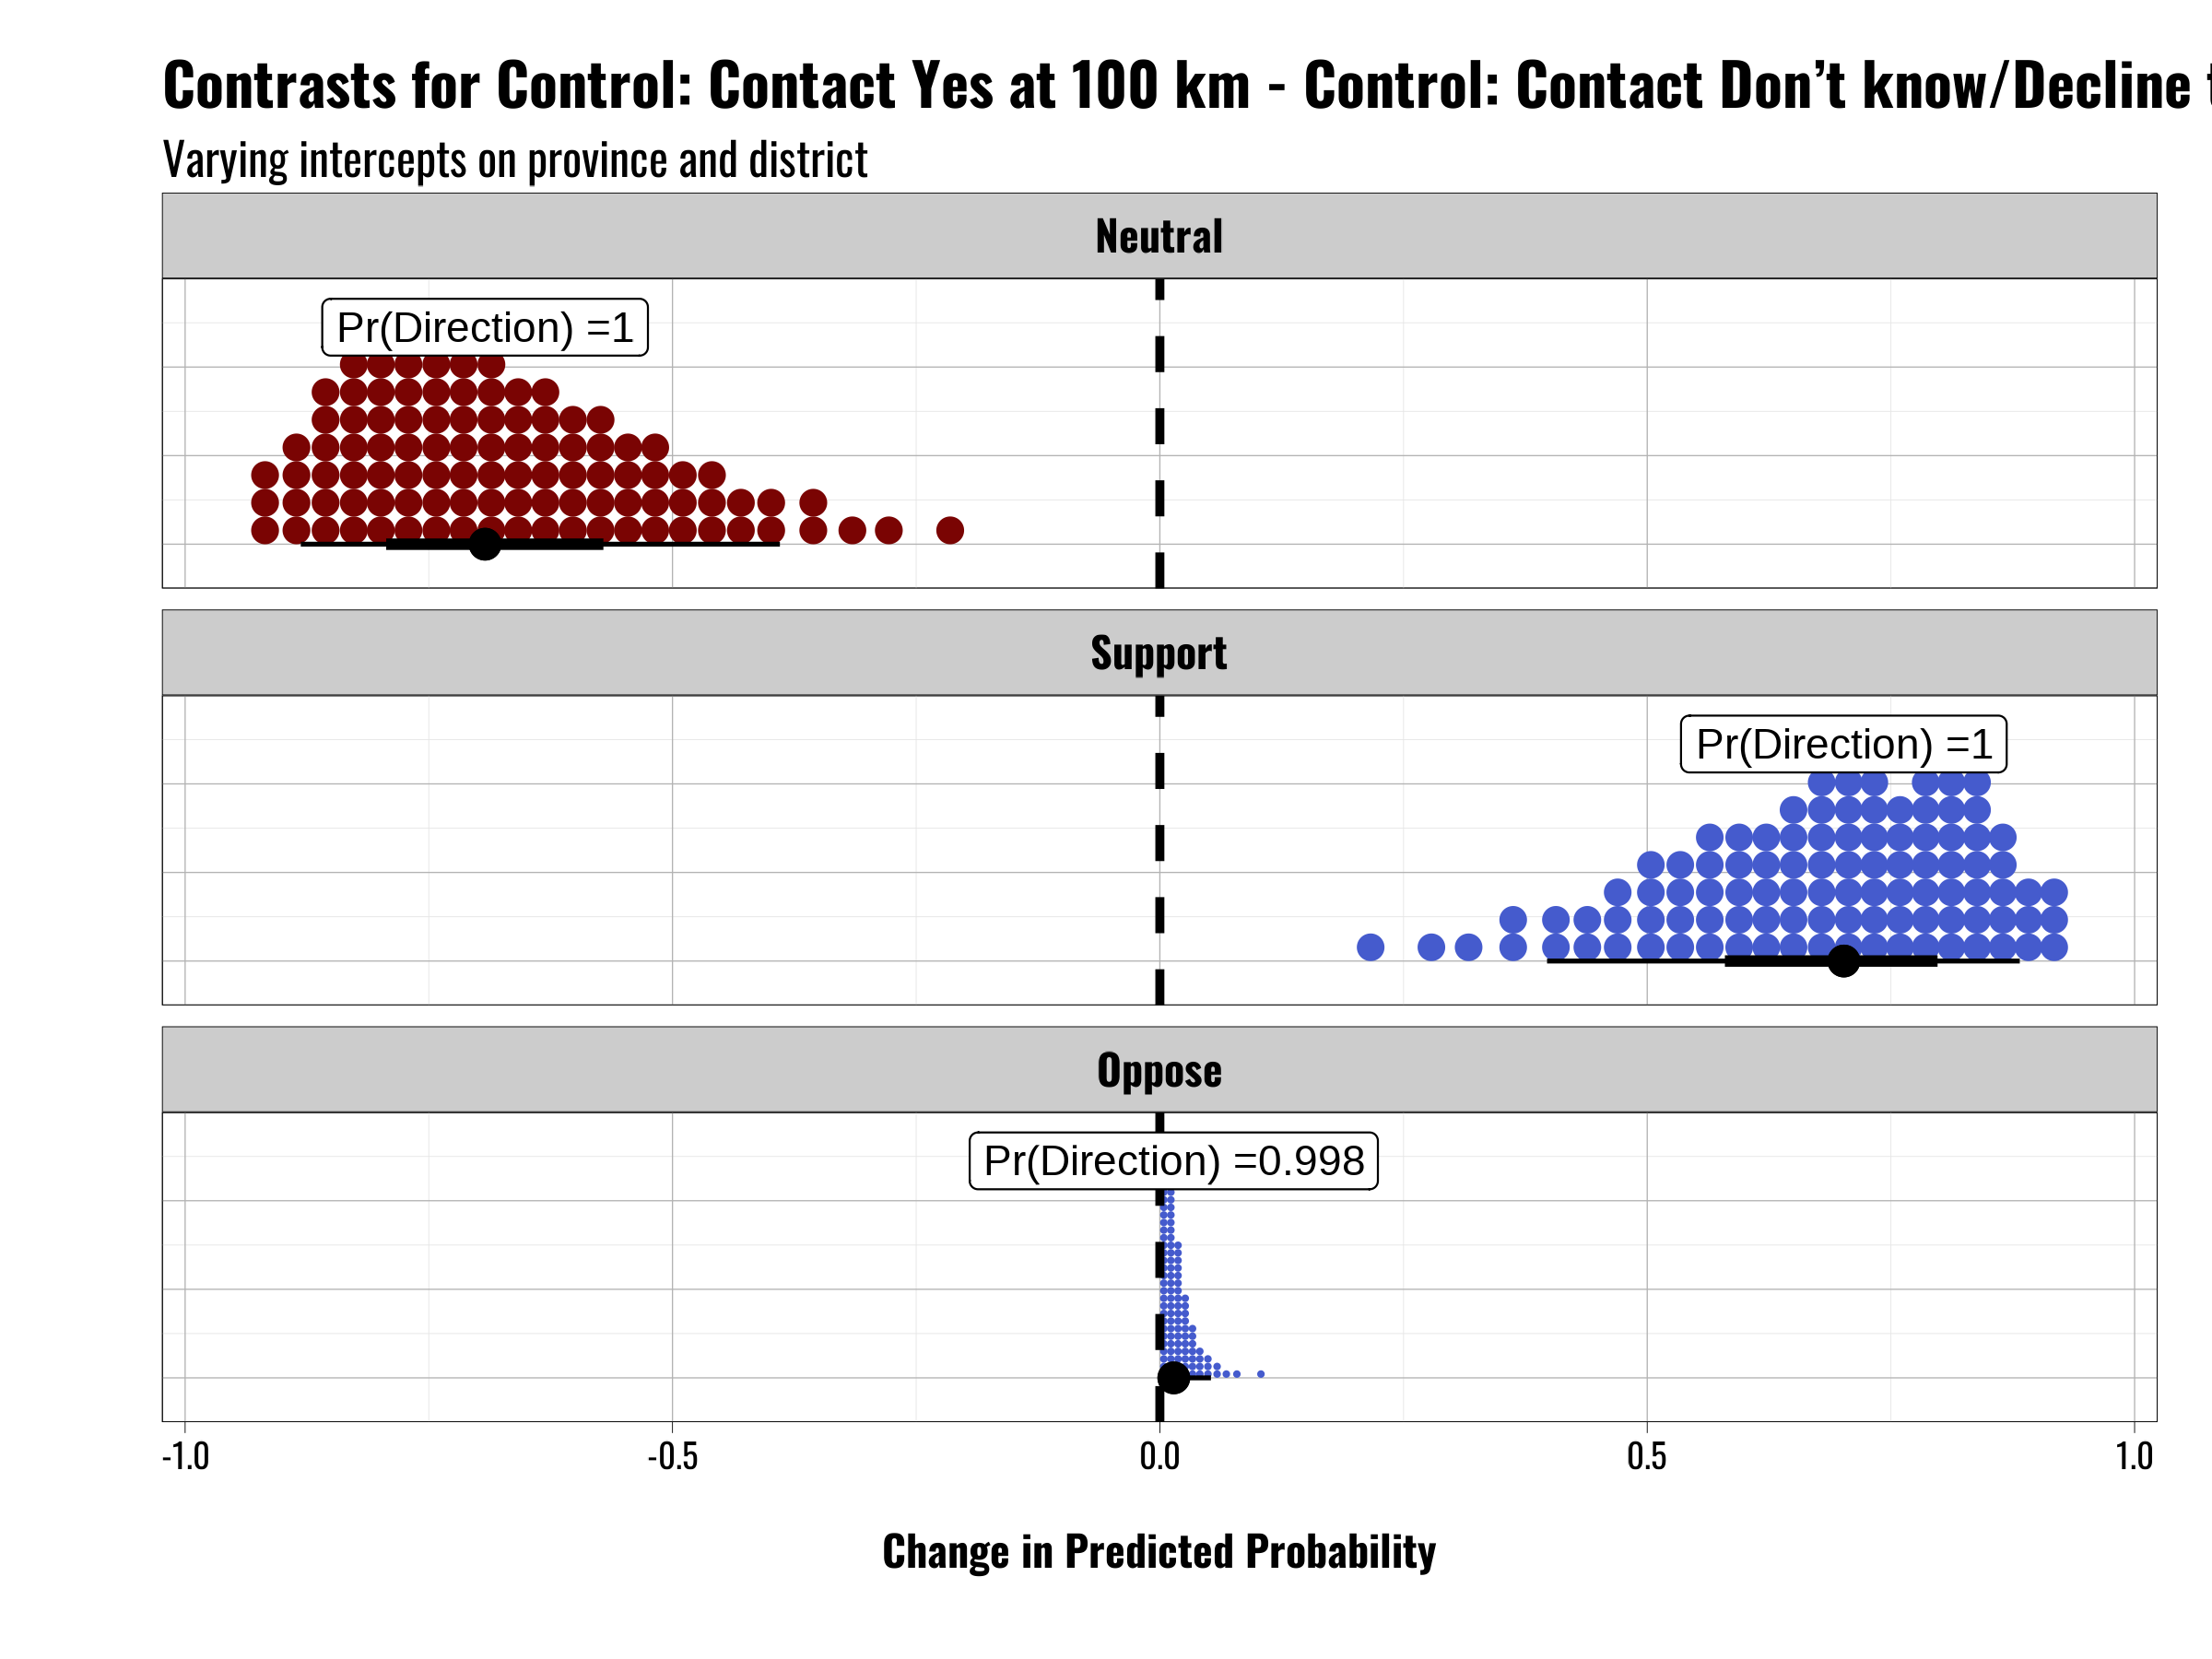 Contrasts for Control: Contact Yes at 100 km - Control: Contact Don’t know/Decline
Varying intercepts on province and district
Neutral
Pr(Direction) =1
Support
Pr(Direction) =1
Oppose
Pr(Direction) =0.998
-1.0 -0.5 0.0 0.5 1.0
Change in Predicted Probability